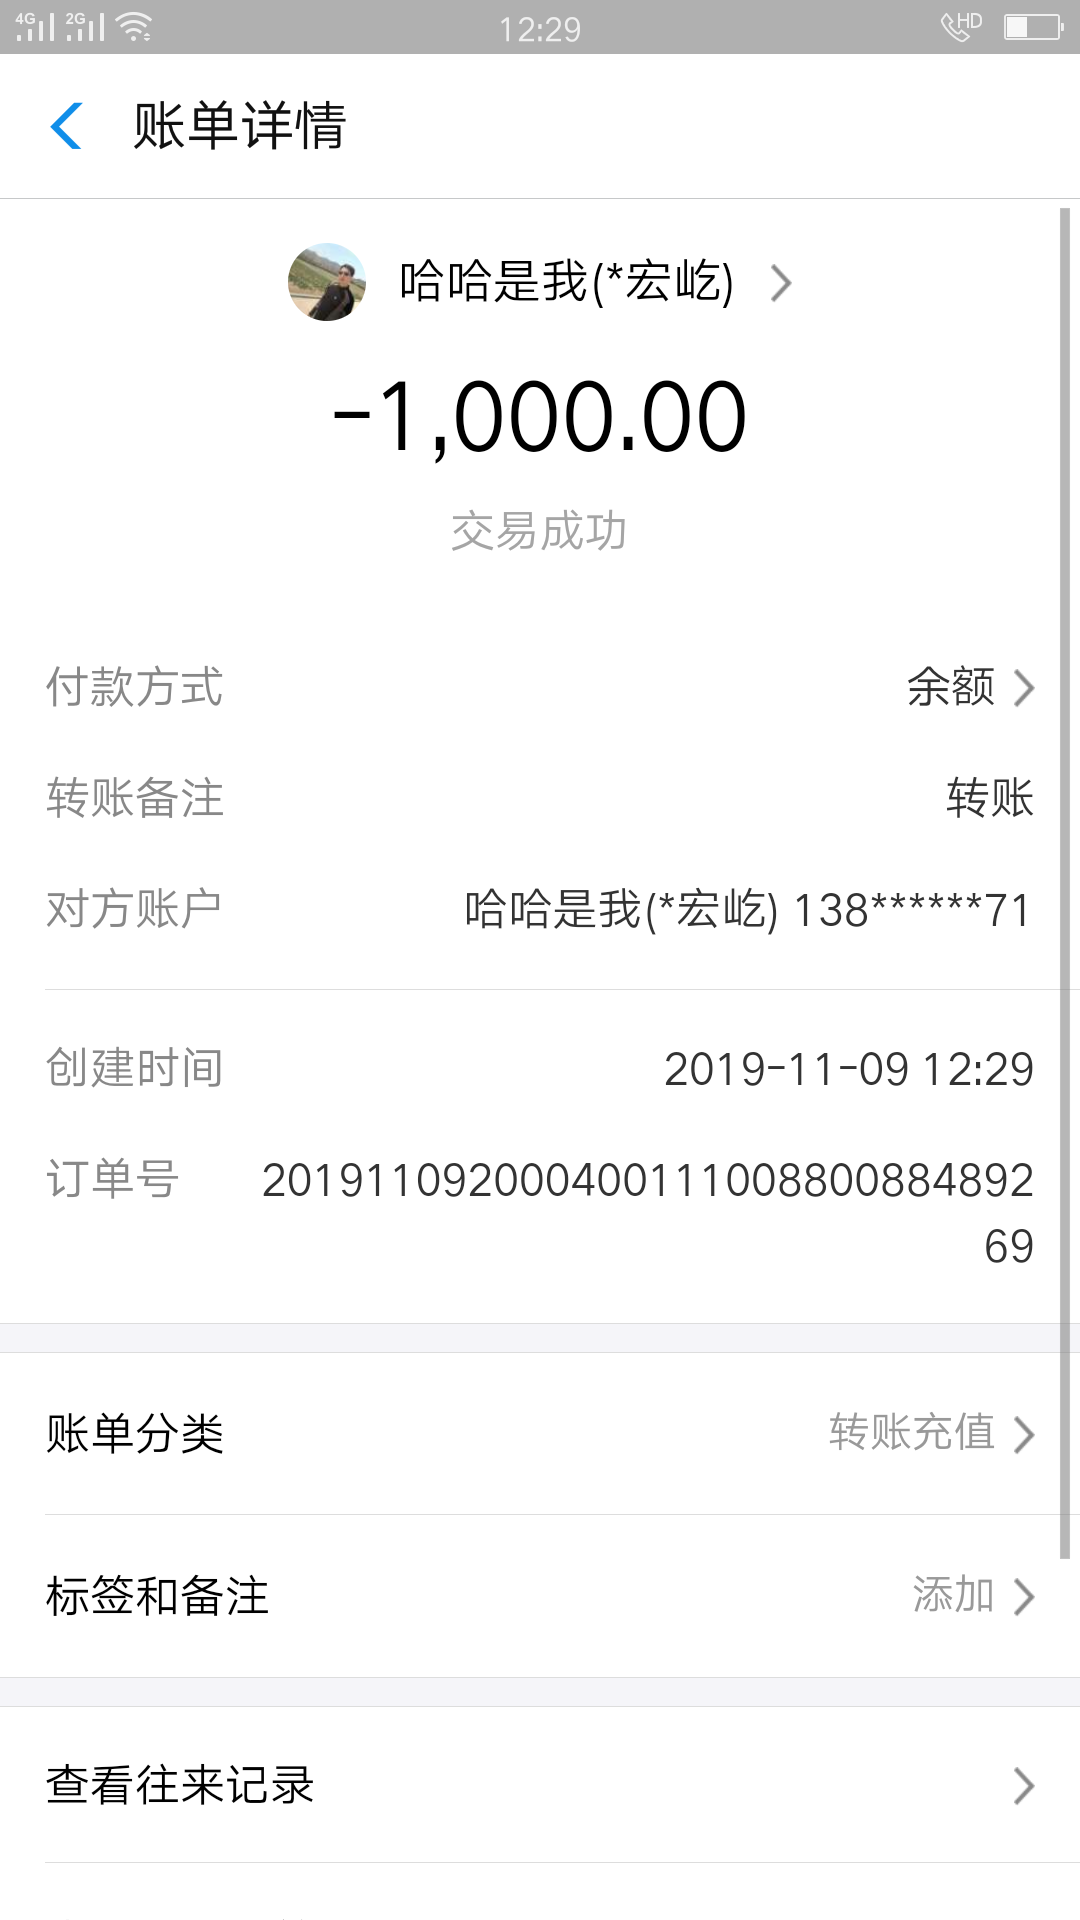 4G 2G 12:29 HD
账单详情
哈哈是我(*宏屹)
-1,000.00
交易成功
付款方式 余额
转账备注 转账
对方账户 哈哈是我(*宏屹) 138******71
创建时间 2019-11-09 12:29
订单号 201911092000400111008800884892
69
账单分类 转账充值
标签和备注 添加
查看往来记录